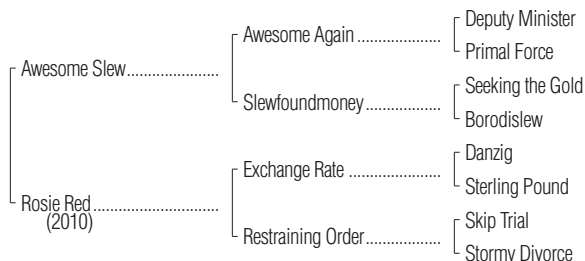 Deputy Minister
Awesome Again
Primal Force
Awesome Slew
Seeking the Gold
Slewfoundmoney
Borodislew
Danzig
Exchange Rate
Sterling Pound
Rosie Red
(2010)
Skip Trial
Restraining Order
Stormy Divorce